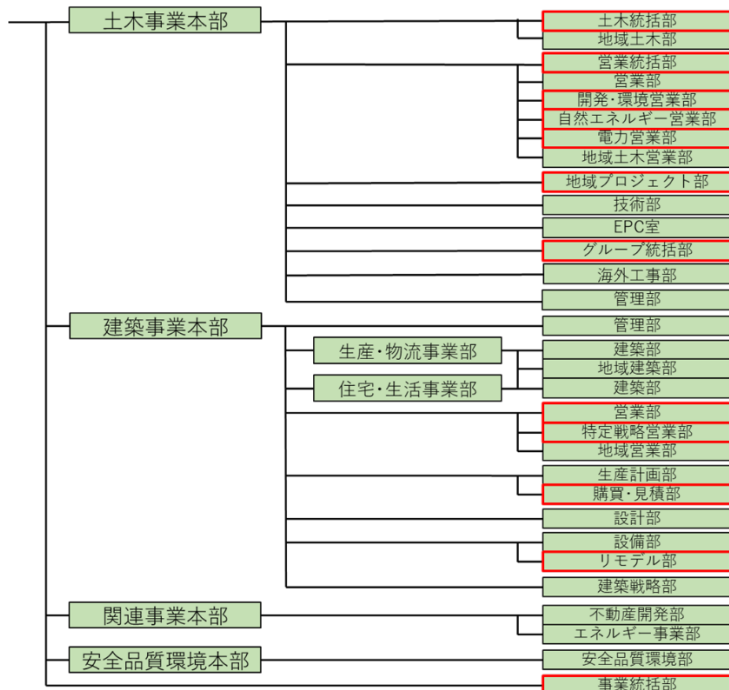 土木事業本部
土木統括部
地域土木部
営業統括部
営業部
開発・環境営業部
自然エネルギー営業部
電力営業部
地域土木営業部
地域プロジェクト部
技術部
EPC室
グループ統括部
海外工事部
管理部
建築事業本部
管理部
生産・物流事業部
建築部
地域建築部
住宅・生活事業部
建築部
営業部
特定戦略営業部
地域営業部
生産計画部
購買・見積部
設計部
設備部
リモデル部
建築戦略部
関連事業本部
不動産開発部
エネルギー事業部
安全品質環境本部
安全品質環境部
事業統括部